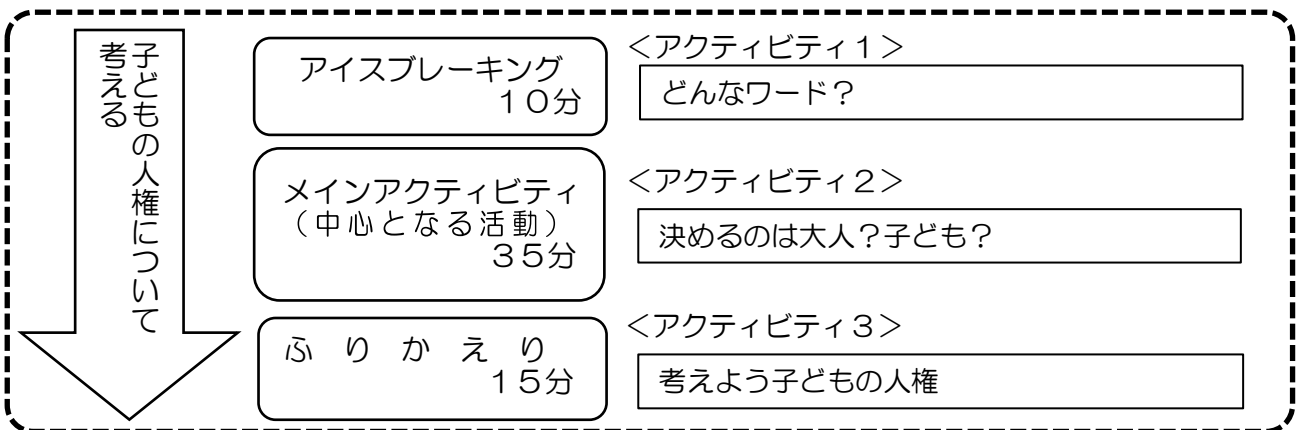 子どもの人権について
考える
アイスブレーキング
１０分
＜アクティビティ１＞
どんなワード？
メインアクティビティ
（中心となる活動）
３５分
＜アクティビティ２＞
決めるのは大人？子ども？
ふ り か え り
１５分
＜アクティビティ３＞
考えよう子どもの人権